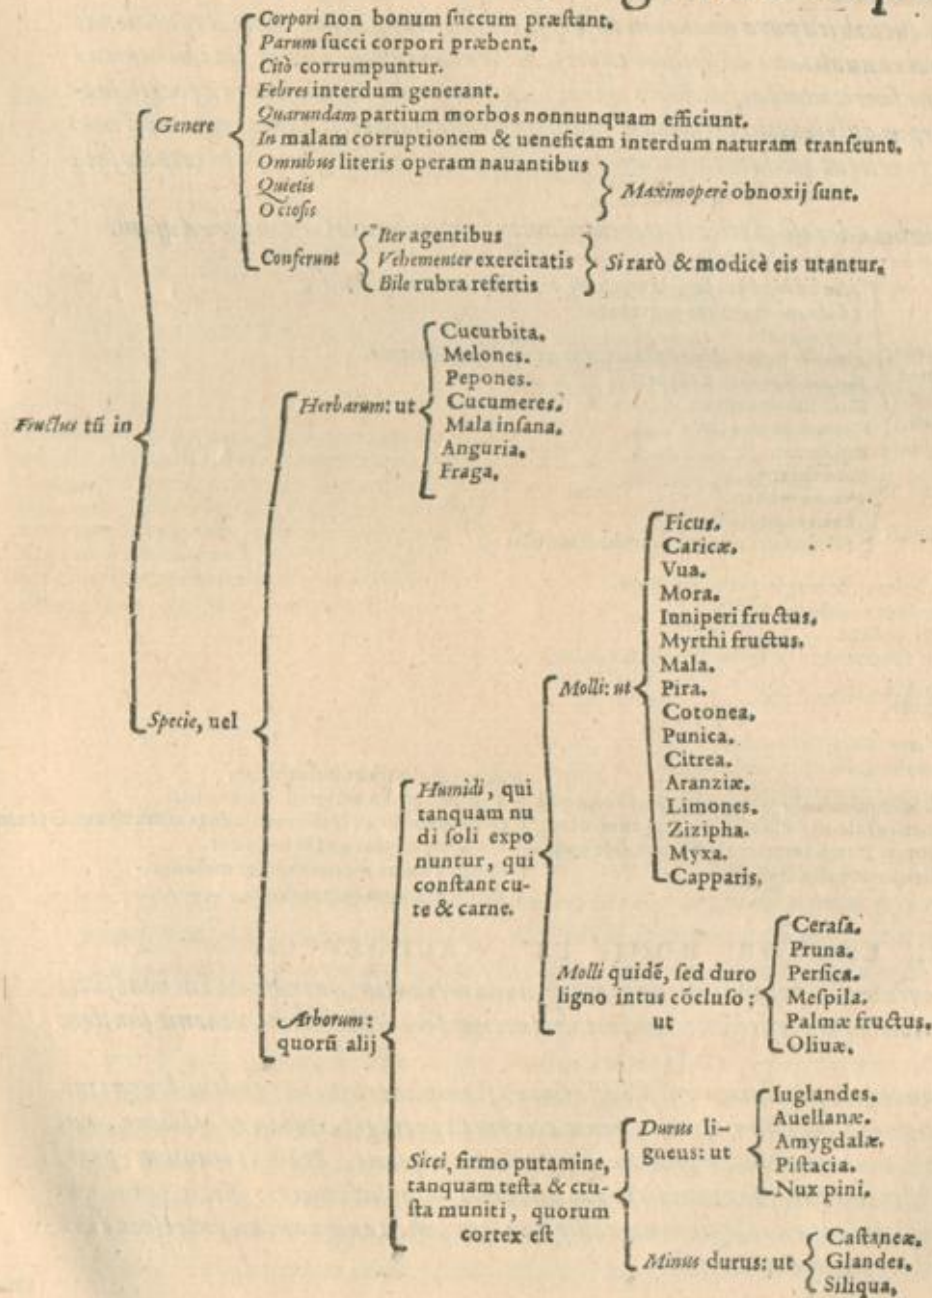 Fructus tũ in
Genere
Corpori non bonum ſuccum præſtant.
Parum ſucci corpori præbent.
Citò corrumpuntur.
Febres interdum generant.
Quarundam partium morbos nonnunquam efficiunt.
In malam corruptionem & ueneficam interdum naturam tranſeunt.
Omnibus literis operam nauantibus
Quietis
Ocioſis
Maximoperè obnoxij ſunt.
Conferunt
Iter agentibus
Vehementer exercitatis
Bile rubra refertis
Si rarò & modicè eis utantur.
Specie, uel
Herbarum: ut
Cucurbita.
Melones.
Pepones.
Cucumeres.
Mala inſana.
Anguria.
Fraga.
Arborum:
quorũ alij
Humidi, qui
tanquam nu
di ſoli expo
nuntur, qui
conſtant cu-
te & carne.
Molli: ut
Ficus.
Caricæ.
Vua.
Mora.
Iuniperi fructus.
Myrthi fructus.
Mala.
Pira.
Cotonea.
Punica.
Citrea.
Aranziæ.
Limones.
Zizipha.
Myxa.
Capparis.
Molli quidẽ, ſed duro
ligno intus cõcluſo:
ut
Ceraſa.
Pruna.
Perſica.
Meſpila.
Palmæ fructus.
Oliuæ.
Sicci, firmo putamine,
tanquam teſta & cru-
ſta muniti, quorum
cortex eſt
Durus li-
gneus: ut
Iuglandes.
Auellanæ.
Amygdalæ.
Piſtacia.
Nux pini.
Minus durus: ut
Caſtaneæ.
Glandes.
Siliqua.